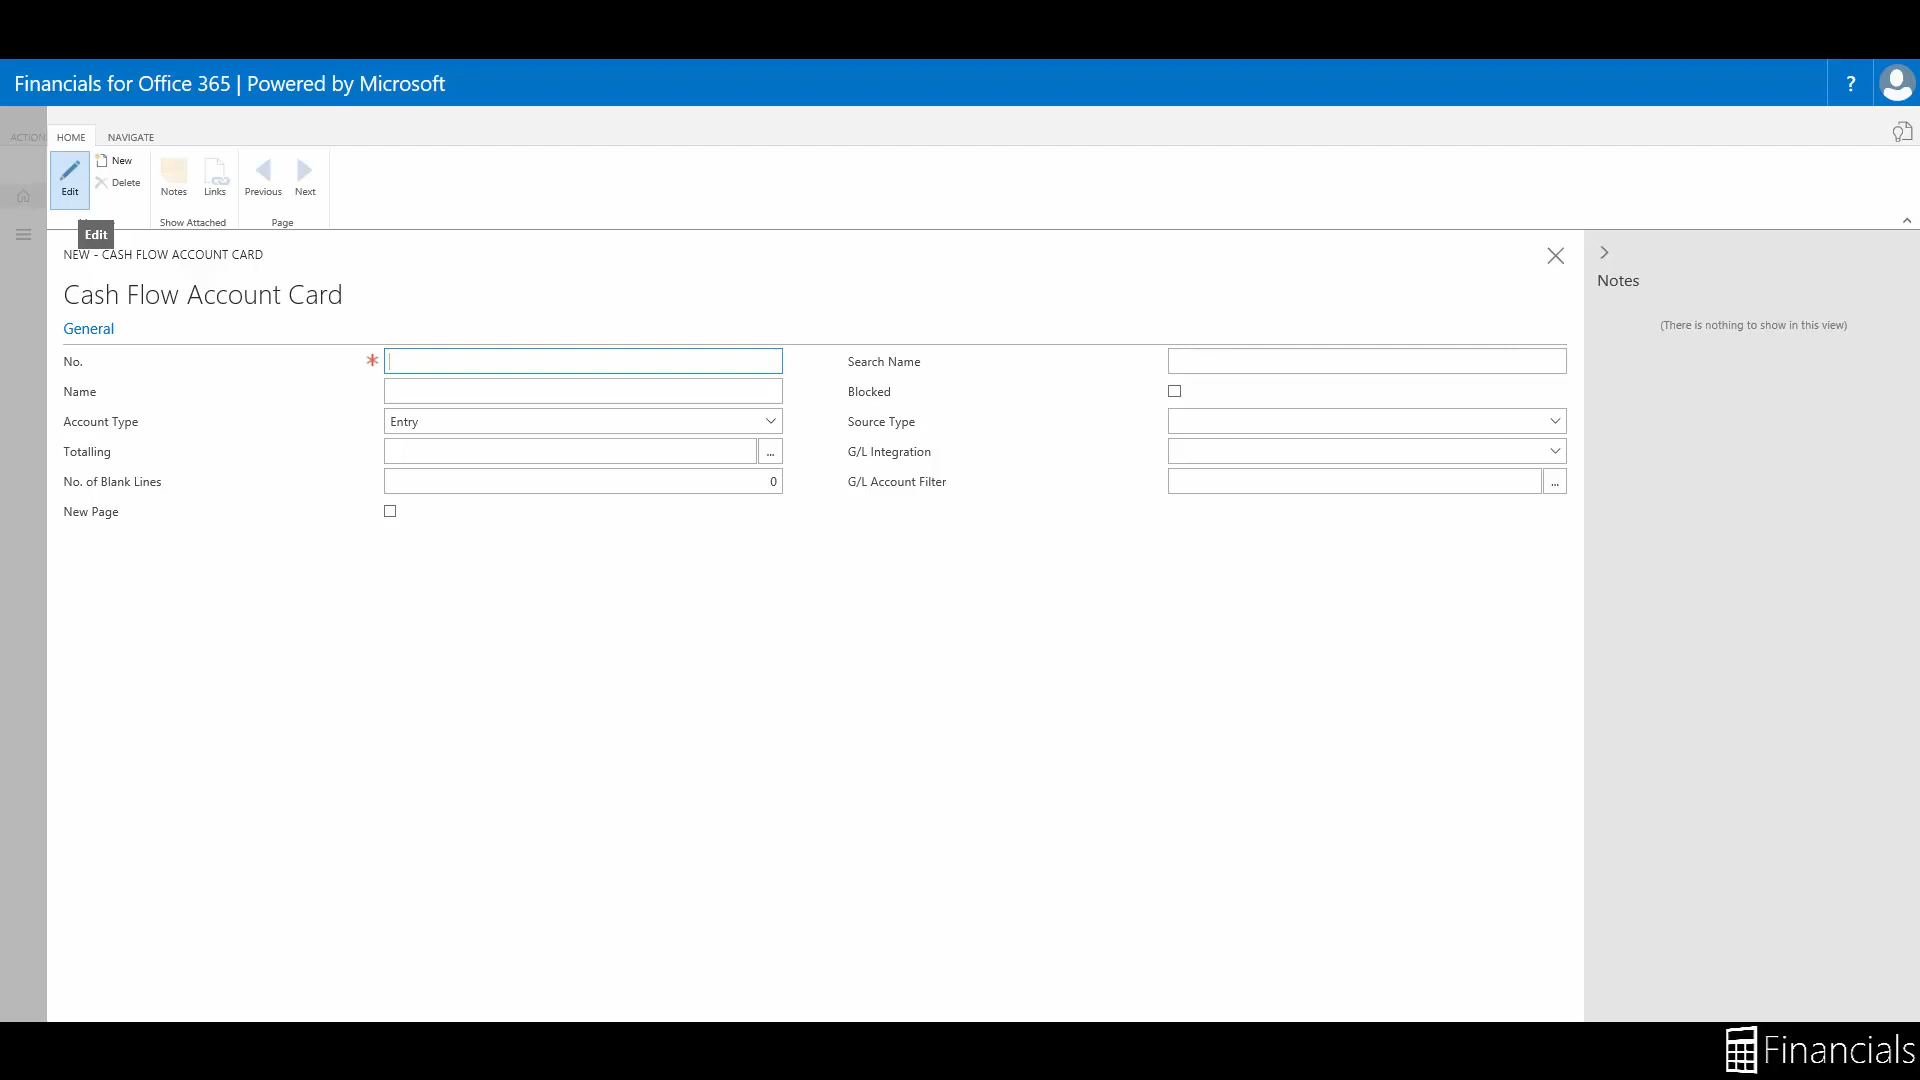 Financials for Office 365 | Powered by Microsoft
?
ACTION
HOME
NAVIGATE
Edit
New
Delete
Notes
Links
Previous
Next
Show Attached
Page
Edit
NEW - CASH FLOW ACCOUNT CARD
Cash Flow Account Card
General
No. *
Name
Account Type Entry
Totalling ...
No. of Blank Lines 0
New Page
Search Name
Blocked
Source Type
G/L Integration
G/L Account Filter ...
Notes
(There is nothing to show in this view)
Financials